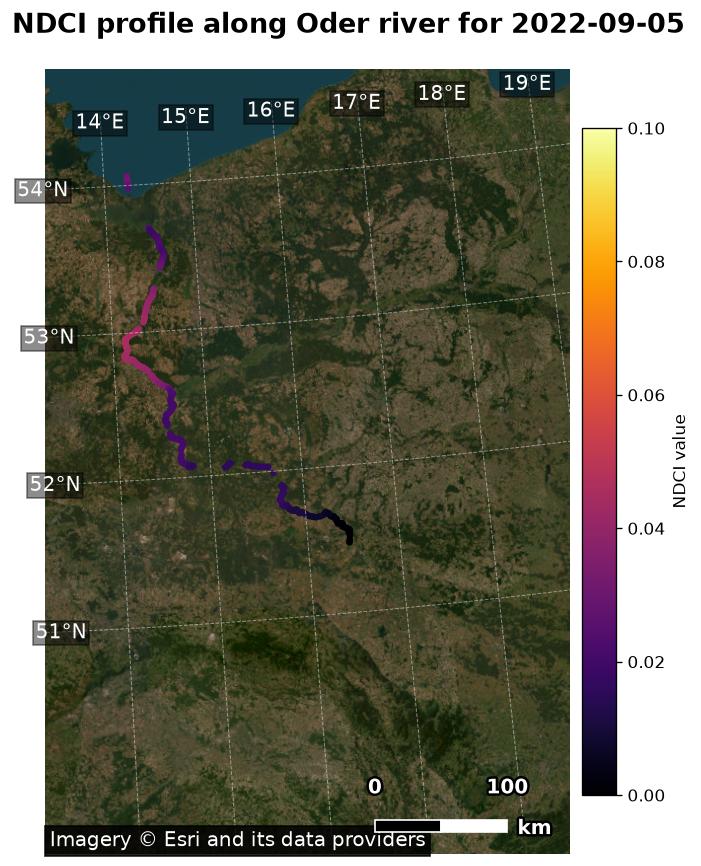 NDCI profile along Oder river for 2022-09-05
14°E
15°E
16°E
17°E
18°E
19°E
54°N
53°N
52°N
51°N
0.10
0.08
0.06
0.04
0.02
0.00
NDCI value
0 100
km
Imagery © Esri and its data providers